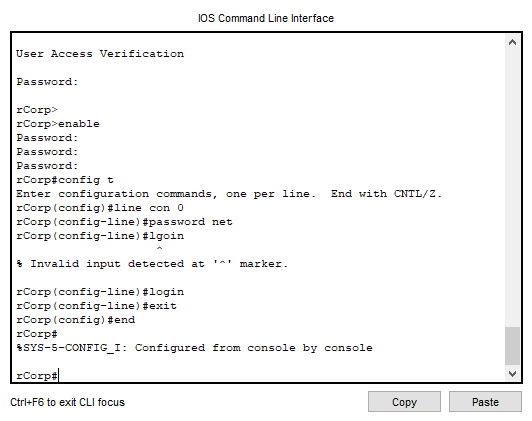 IOS Command Line Interface
User Access Verification
Password:
rCorp>
rCorp>enable
Password:
Password:
Password:
rCorp#config t
Enter configuration commands, one per line.  End with CNTL/Z.
rCorp(config)#line con 0
rCorp(config-line)#password net
rCorp(config-line)#lgoin
^
% Invalid input detected at '^' marker.
rCorp(config-line)#login
rCorp(config-line)#exit
rCorp(config)#end
rCorp#
%SYS-5-CONFIG_I: Configured from console by console
rCorp#
Ctrl+F6 to exit CLI focus
Copy
Paste